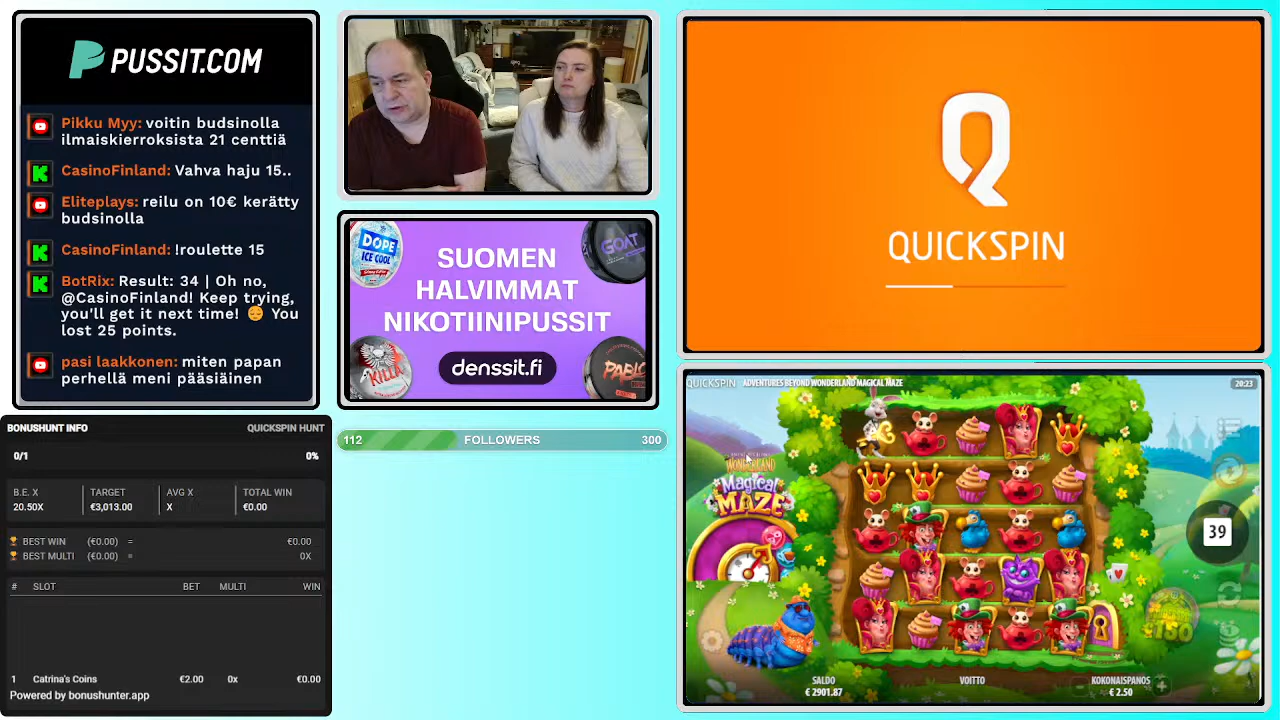 PUSSIT.COM
Pikku Myy: voitin budsinolla
ilmaiskierroksista 21 centtiä
CasinoFinland: Vahva haju 15..
Eliteplays: reilu on 10€ kerätty
budsinolla
CasinoFinland: !roulette 15
BotRix: Result: 34 | Oh no,
@CasinoFinland! Keep trying,
you'll get it next time! 😔 You
lost 25 points.
pasi laakkonen: miten papan
perhellä meni pääsiäinen
DOPE
ICE COOL
GOAT
SUOMEN
HALVIMMAT
NIKOTIINIPUSSIT
denssit.fi
KILLA
PABLO
QUICKSPIN
BONUSHUNT INFO
QUICKSPIN HUNT
0/1
0%
B.E. X
TARGET
AVG X
TOTAL WIN
20.50X
€3,013.00
X
€0.00
BEST WIN (€0.00) = €0.00
BEST MULTI (€0.00) = 0X
# SLOT BET MULTI WIN
1 Catrina's Coins €2.00 0x €0.00
Powered by bonushunter.app
112 FOLLOWERS 300
QUICKSPIN ADVENTURES BEYOND WONDERLAND MAGICAL MAZE
20:23
WONDERLAND
Magical
MAZE
39
150
SALDO
€ 2901.87
VOITTO
KOKONAISPANOS
€ 2.50